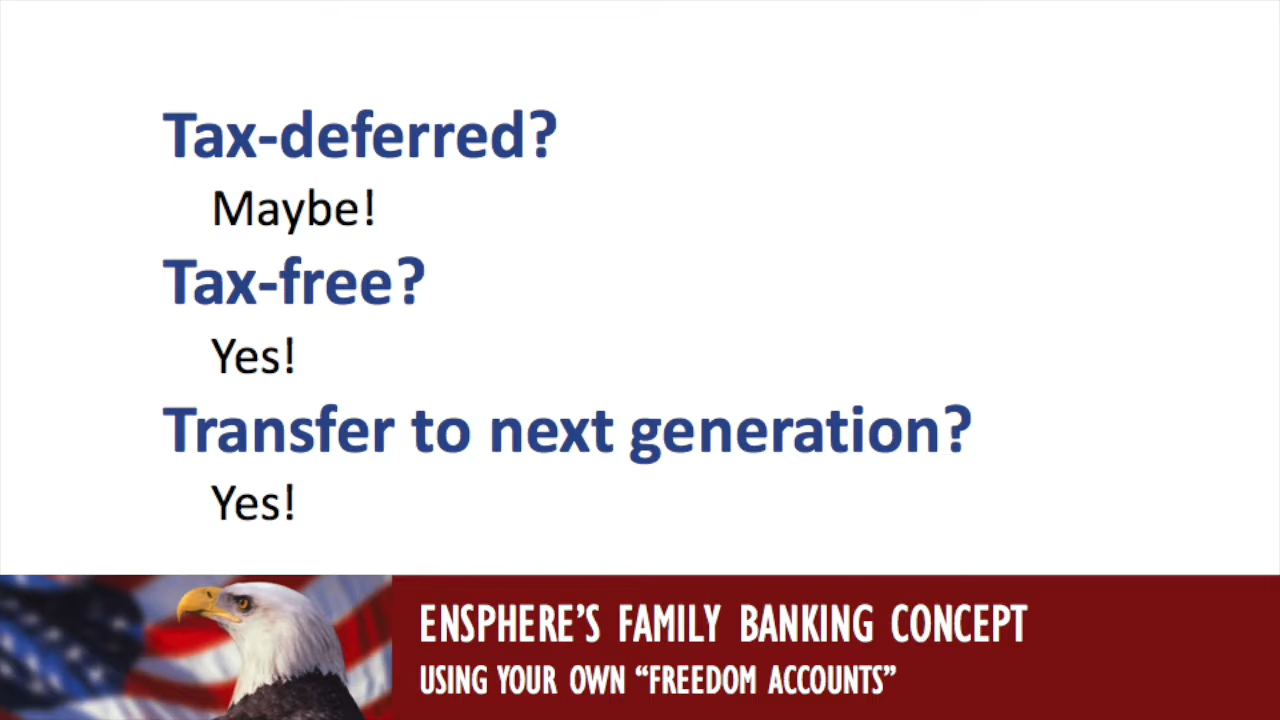 Tax-deferred?
Maybe!
Tax-free?
Yes!
Transfer to next generation?
Yes!
ENSPHERE’S FAMILY BANKING CONCEPT
USING YOUR OWN “FREEDOM ACCOUNTS”